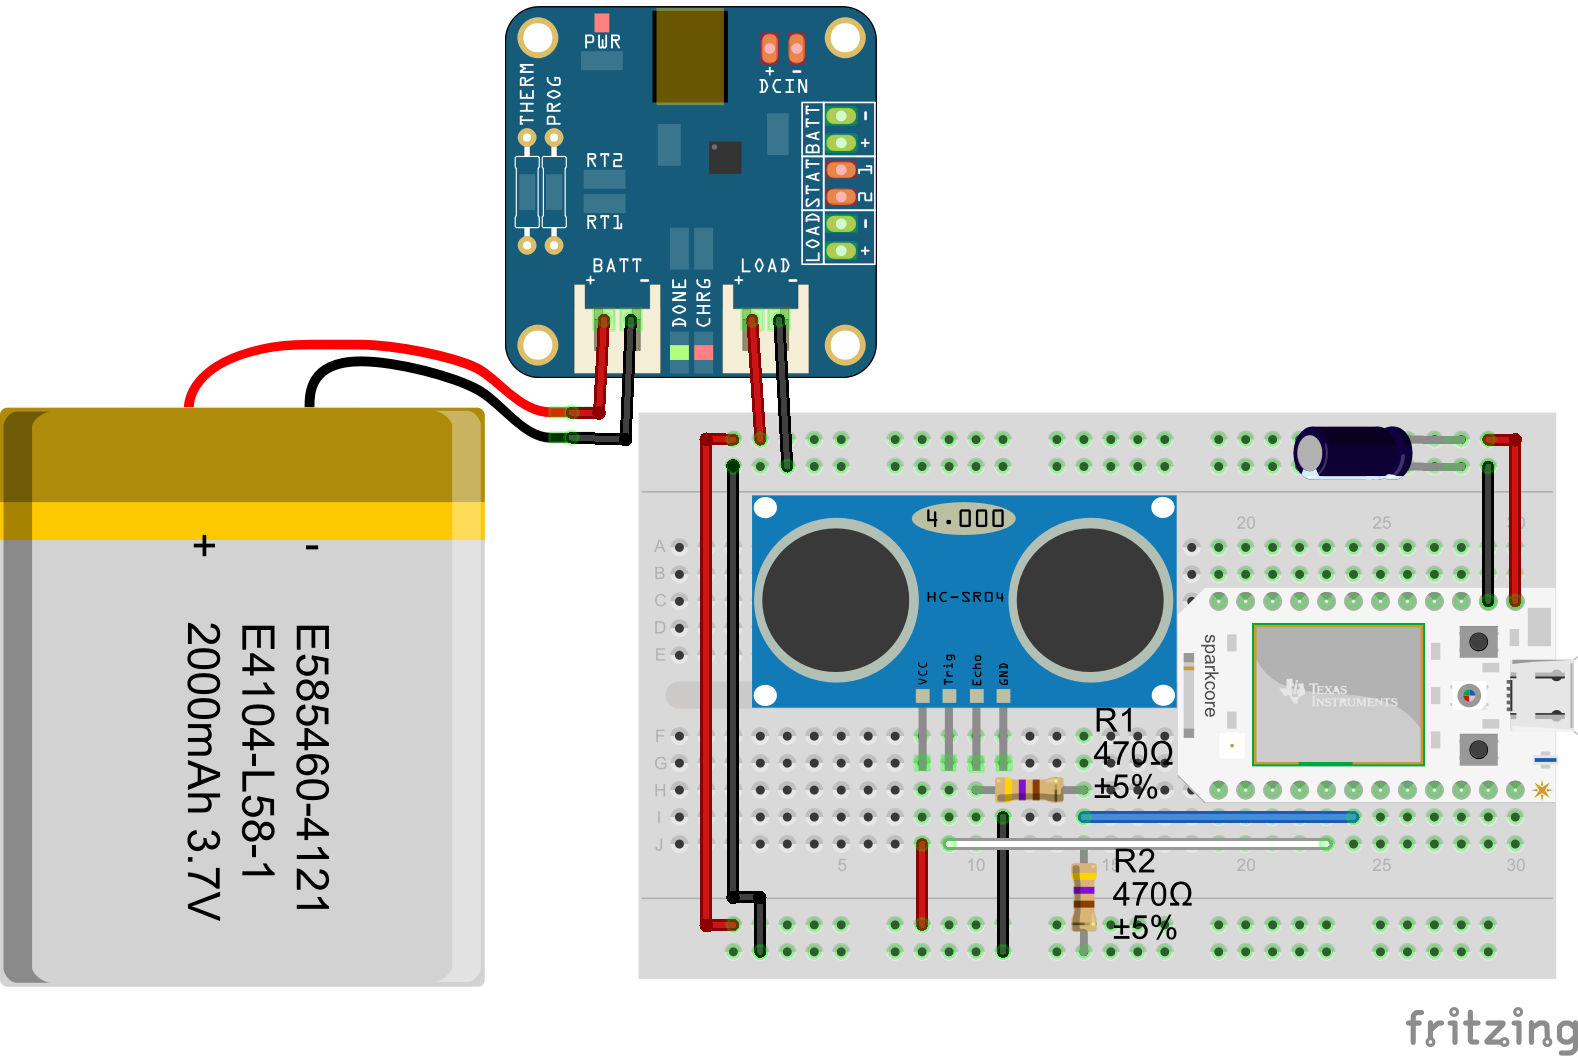 PWR
+ -
DCIN
THERM
PROG
BATT
- +
STAT
1 2
LOAD
- +
RT2
RT1
BATT
+ -
DONE
CHRG
LOAD
+ -
+ -
E585460-4121
E4104-L58-1
2000mAh 3.7V
4.000
HC-SR04
VCC
Trig
Echo
GND
20 25 30
A
B
C
D
E
F
G
H
I
J
R1
470Ω
±5%
sparkcore
TEXAS
INSTRUMENTS
5 10 15 20 25 30
R2
470Ω
±5%
fritzing